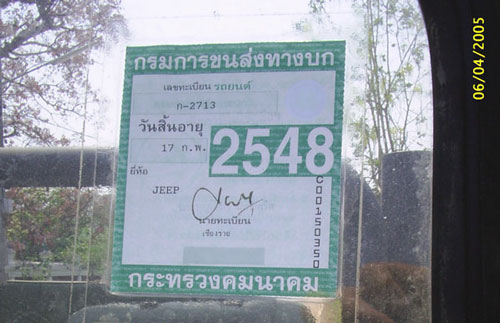 กรมการขนส่งทางบก
เลขทะเบียน รถยนต์
ก-2713
วันสิ้นอายุ
17 ก.พ.
2548
ยี่ห้อ
JEEP
นายทะเบียน
เชียงราย
C00150350
กระทรวงคมนาคม
06/04/2005